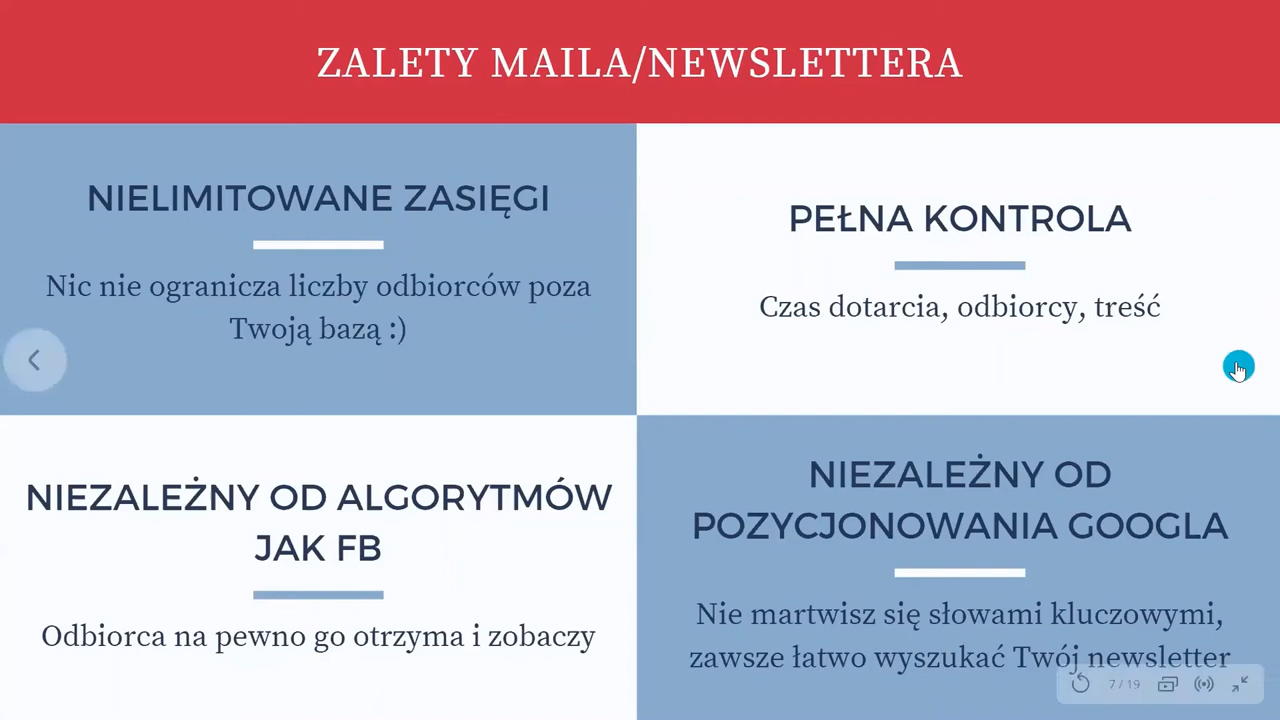 ZALETY MAILA/NEWSLETTERA
NIELIMITOWANE ZASIĘGI
Nic nie ogranicza liczby odbiorców poza
Twoją bazą :)
PEŁNA KONTROLA
Czas dotarcia, odbiorcy, treść
NIEZALEŻNY OD ALGORYTMÓW
JAK FB
Odbiorca na pewno go otrzyma i zobaczy
NIEZALEŻNY OD
POZYCJONOWANIA GOOGLA
Nie martwisz się słowami kluczowymi,
zawsze łatwo wyszukać Twój newsletter
7 / 19